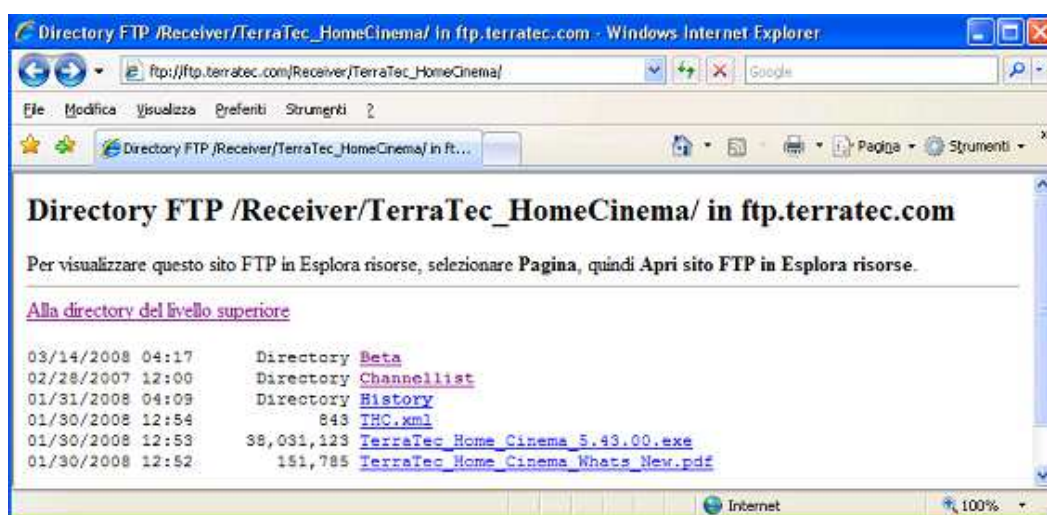 Directory FTP /Receiver/TerraTec_HomeCinema/ in ftp.terratec.com - Windows Internet Explorer
ftp://ftp.terratec.com/Receiver/TerraTec_HomeCinema/ Google
File Modifica Visualizza Preferiti Strumenti ?
Directory FTP /Receiver/TerraTec_HomeCinema/ in ft... Pagina Strumenti
Directory FTP /Receiver/TerraTec_HomeCinema/ in ftp.terratec.com
Per visualizzare questo sito FTP in Esplora risorse, selezionare Pagina, quindi Apri sito FTP in Esplora risorse.
Alla directory del livello superiore
03/14/2008 04:17 Directory Beta
02/28/2007 12:00 Directory Channellist
01/31/2008 04:09 Directory History
01/30/2008 12:54 843 THC.xml
01/30/2008 12:53 38,031,123 TerraTec_Home_Cinema_5.43.00.exe
01/30/2008 12:52 151,785 TerraTec_Home_Cinema_Whats_New.pdf
Internet 100%